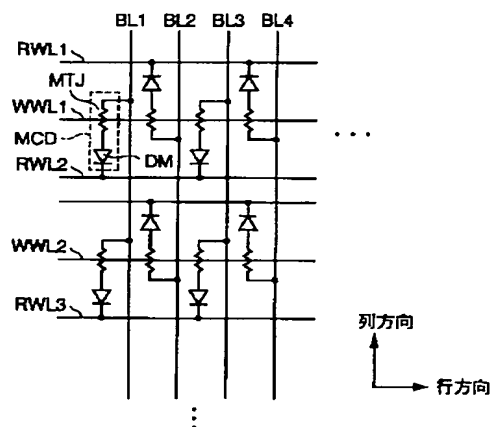 BL1 BL2 BL3 BL4
RWL1
MTJ
WWL1
MCD
DM
RWL2
WWL2
RWL3
列方向
行方向